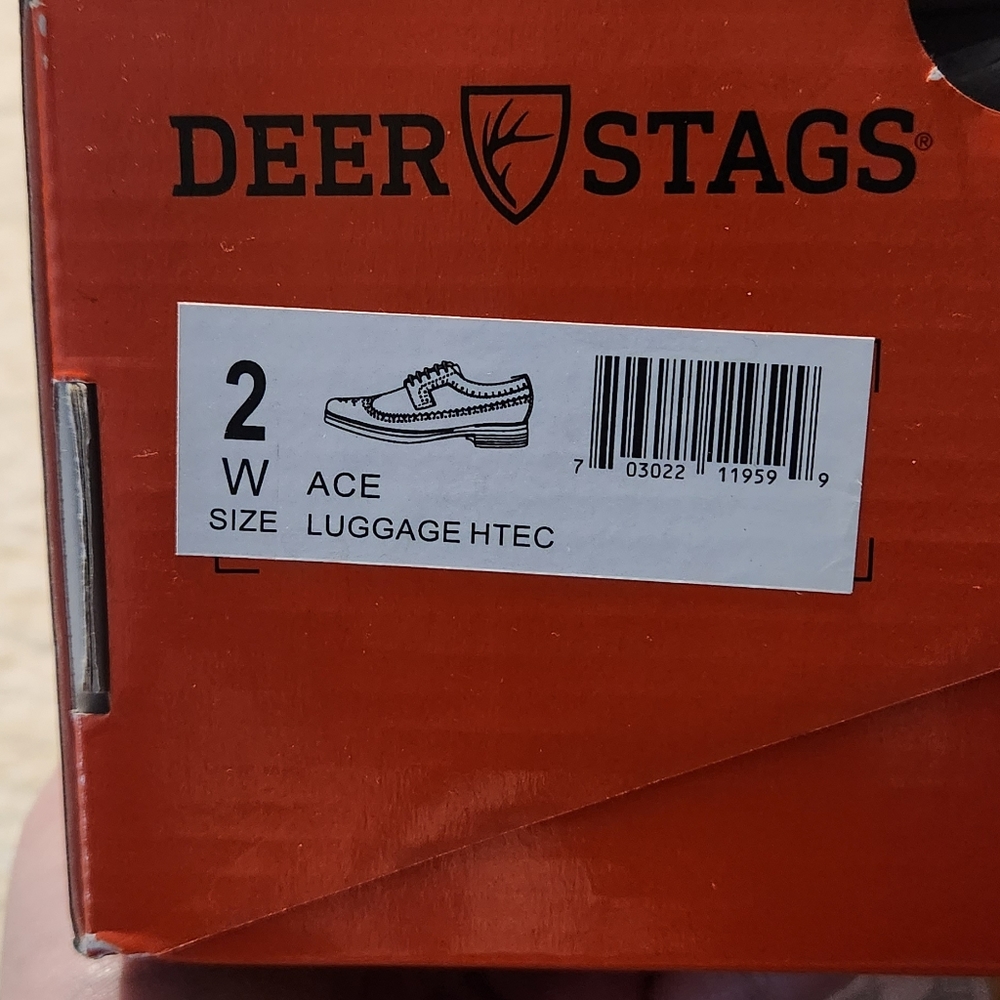 DEER STAGS®
2
W ACE
SIZE LUGGAGE HTEC
7 03022 11959 9